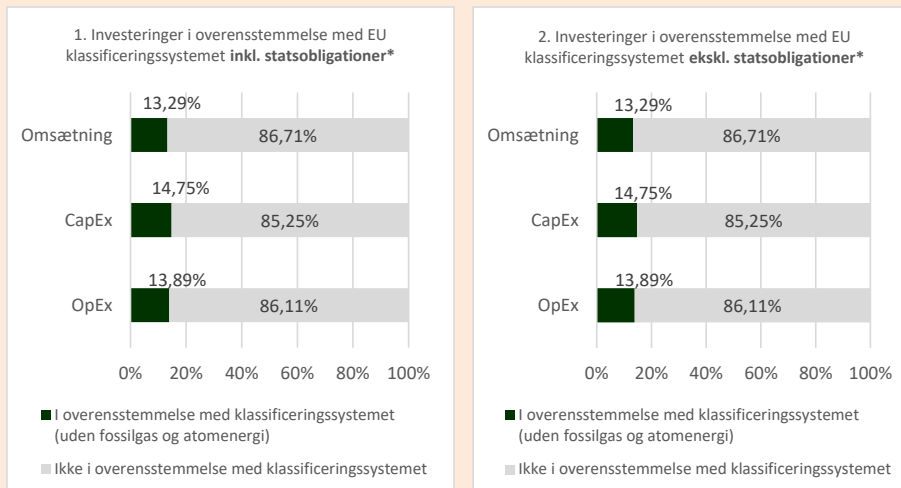 1. Investeringer i overensstemmelse med EU
klassificeringssystemet inkl. statsobligationer*
13,29%
Omsætning
86,71%
14,75%
CapEx
85,25%
13,89%
OpEx
86,11%
0% 20% 40% 60% 80% 100%
I overensstemmelse med klassificeringssystemet
(uden fossilgas og atomenergi)
Ikke i overensstemmelse med klassificeringssystemet
2. Investeringer i overensstemmelse med EU
klassificeringssystemet ekskl. statsobligationer*
13,29%
Omsætning
86,71%
14,75%
CapEx
85,25%
13,89%
OpEx
86,11%
0% 20% 40% 60% 80% 100%
I overensstemmelse med klassificeringssystemet
(uden fossilgas og atomenergi)
Ikke i overensstemmelse med klassificeringssystemet